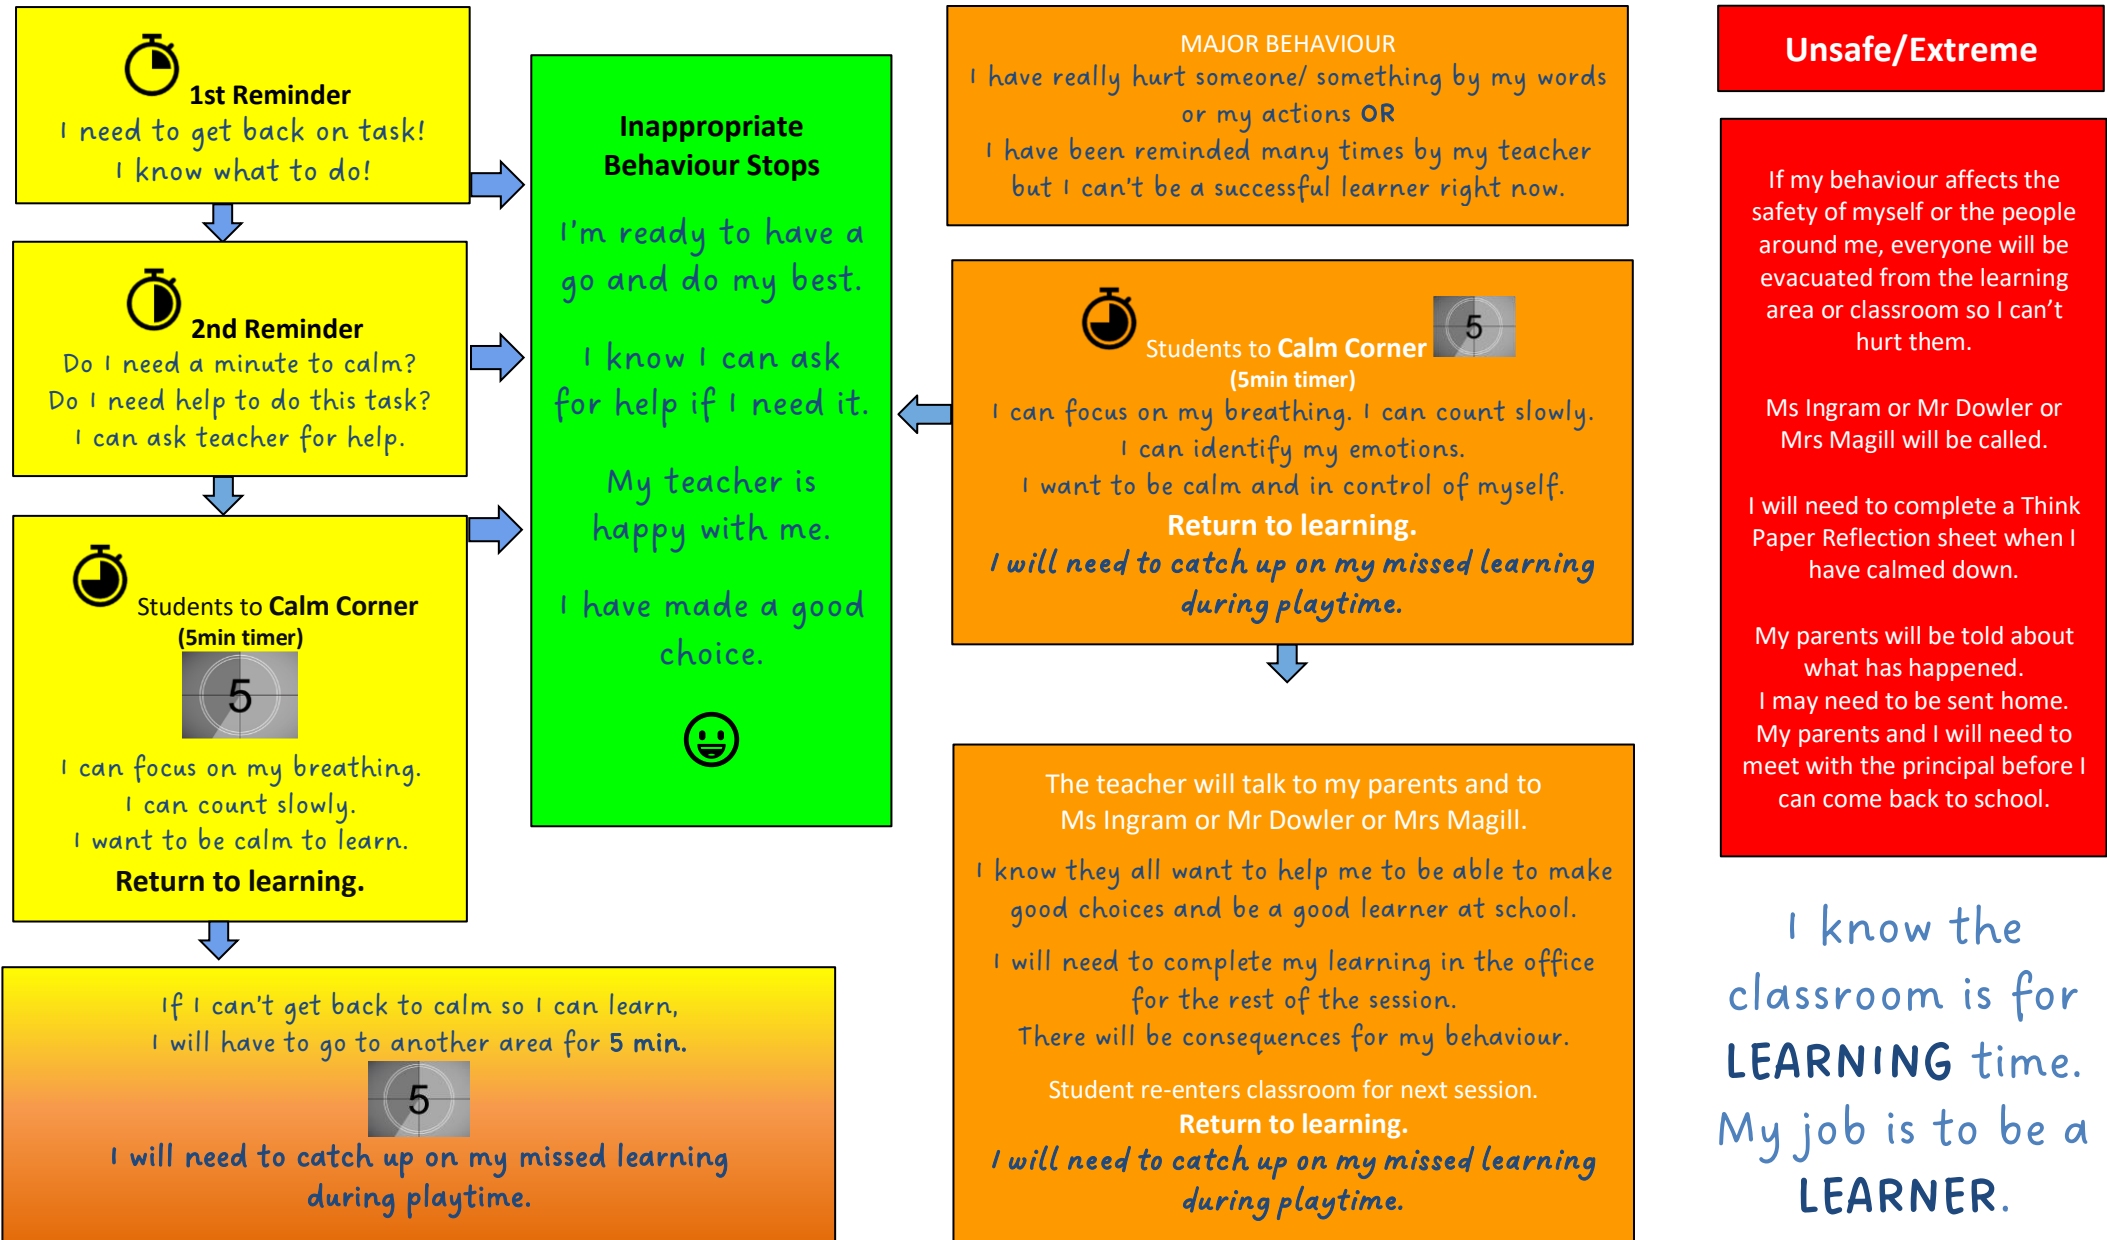 1st Reminder
I need to get back on task!
I know what to do!
2nd Reminder
Do I need a minute to calm?
Do I need help to do this task?
I can ask teacher for help.
Students to Calm Corner
(5min timer)
5
I can focus on my breathing.
I can count slowly.
I want to be calm to learn.
Return to learning.
If I can't get back to calm so I can learn,
I will have to go to another area for 5 min.
5
I will need to catch up on my missed learning
during playtime.
Inappropriate
Behaviour Stops
I'm ready to have a
go and do my best.
I know I can ask
for help if I need it.
My teacher is
happy with me.
I have made a good
choice.
MAJOR BEHAVIOUR
I have really hurt someone/ something by my words
or my actions OR
I have been reminded many times by my teacher
but I can't be a successful learner right now.
Students to Calm Corner
5
(5min timer)
I can focus on my breathing. I can count slowly.
I can identify my emotions.
I want to be calm and in control of myself.
Return to learning.
I will need to catch up on my missed learning
during playtime.
The teacher will talk to my parents and to
Ms Ingram or Mr Dowler or Mrs Magill.
I know they all want to help me to be able to make
good choices and be a good learner at school.
I will need to complete my learning in the office
for the rest of the session.
There will be consequences for my behaviour.
Student re-enters classroom for next session.
Return to learning.
I will need to catch up on my missed learning
during playtime.
Unsafe/Extreme
If my behaviour affects the
safety of myself or the people
around me, everyone will be
evacuated from the learning
area or classroom so I can't
hurt them.
Ms Ingram or Mr Dowler or
Mrs Magill will be called.
I will need to complete a Think
Paper Reflection sheet when I
have calmed down.
My parents will be told about
what has happened.
I may need to be sent home.
My parents and I will need to
meet with the principal before I
can come back to school.
I know the
classroom is for
LEARNING time.
My job is to be a
LEARNER.